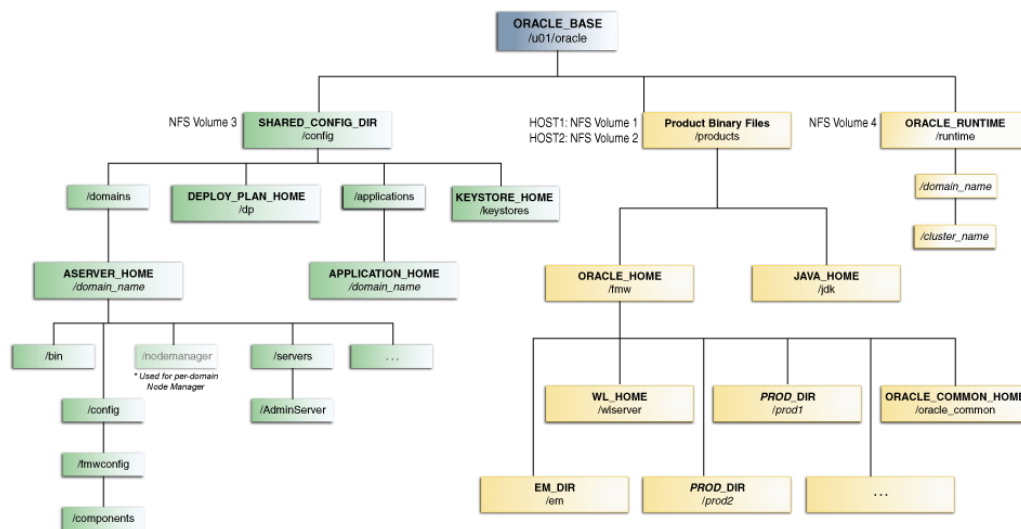 ORACLE_BASE
/u01/oracle
NFS Volume 3
SHARED_CONFIG_DIR
/config
HOST1: NFS Volume 1
HOST2: NFS Volume 2
Product Binary Files
/products
NFS Volume 4
ORACLE_RUNTIME
/runtime
/domains
DEPLOY_PLAN_HOME
/dp
/applications
KEYSTORE_HOME
/keystores
/domain_name
/cluster_name
ASERVER_HOME
/domain_name
APPLICATION_HOME
/domain_name
ORACLE_HOME
/fmw
JAVA_HOME
/jdk
/bin
/nodemanager
* Used for per-domain
Node Manager
/servers
...
/config
/AdminServer
WL_HOME
/wlserver
PROD_DIR
/prod1
ORACLE_COMMON_HOME
/oracle_common
/fmwconfig
EM_DIR
/em
PROD_DIR
/prod2
...
/components